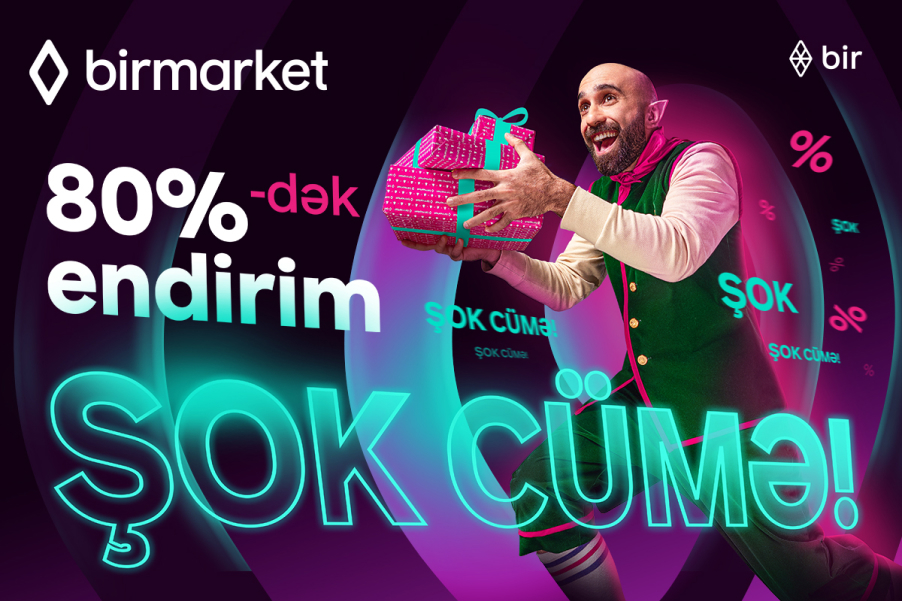 birmarket
bir
80%-dək
endirim
%
%
ŞOK
%
ŞOK
%
ŞOK CÜMƏ!
ŞOK CÜMƏ!
ŞOK CÜMƏ!
%
ŞOK CÜMƏ!